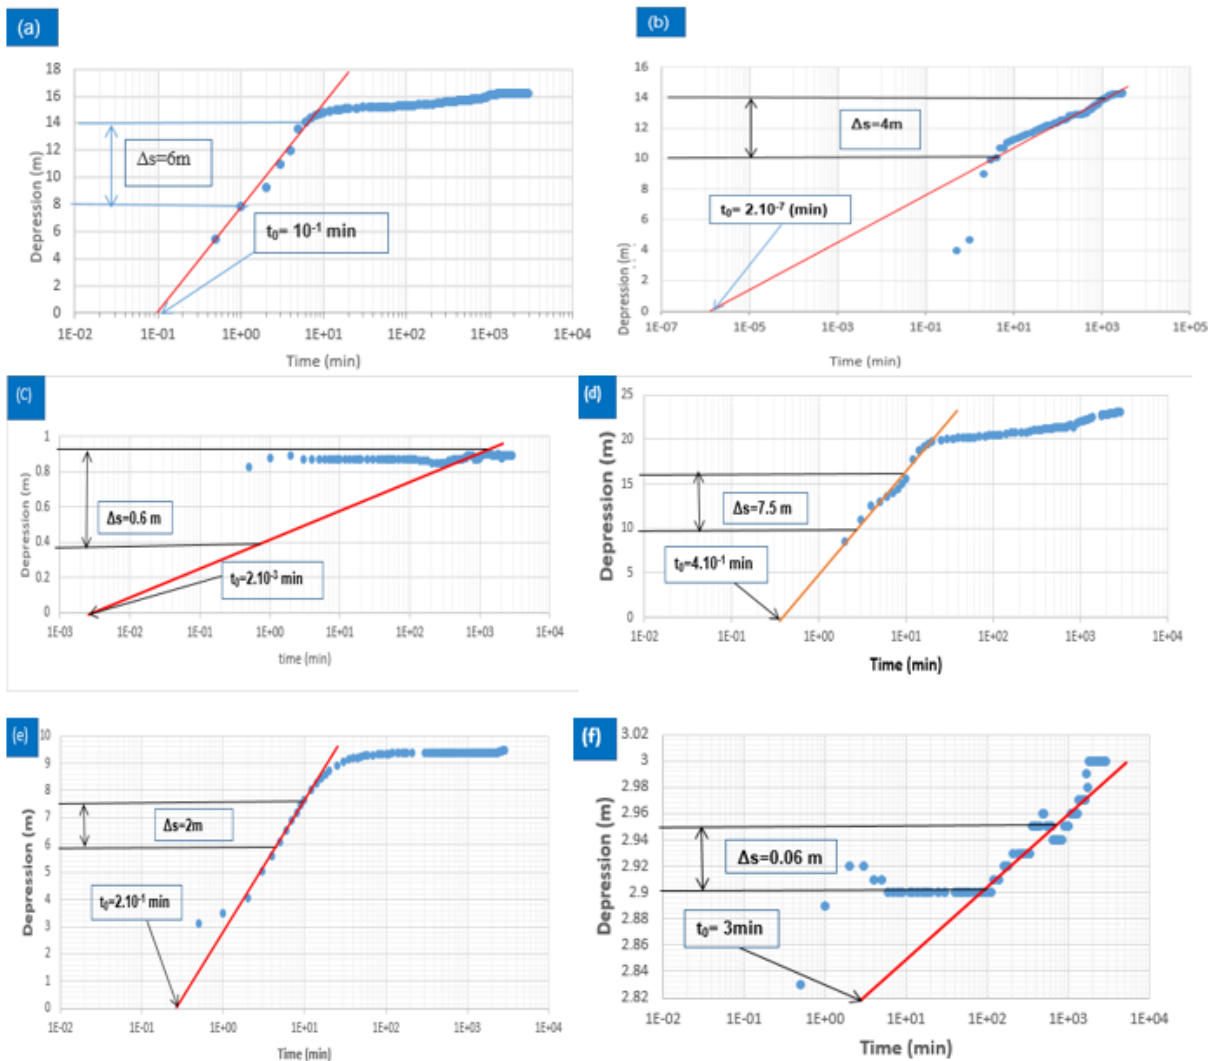 (a)
18
16
14
12
10
8
6
4
2
0
Depression (m)
Δs=6m
t₀= 10⁻¹ min
1E-02 1E-01 1E+00 1E+01 1E+02 1E+03 1E+04
Time (min)
(b)
16
14
12
10
8
6
4
2
0
Depression (m)
Δs=4m
t₀= 2.10⁻⁷ (min)
1E-07 1E-05 1E-03 1E-01 1E+01 1E+03 1E+05
Time (min)
(C)
1
0.8
0.6
0.4
0.2
0
Depression (m)
Δs=0.6 m
t₀=2.10⁻³ min
1E-03 1E-02 1E-01 1E+00 1E+01 1E+02 1E+03 1E+04
time (min)
(d)
25
20
15
10
5
0
Depression (m)
Δs=7.5 m
t₀=4.10⁻¹ min
1E-02 1E-01 1E+00 1E+01 1E+02 1E+03 1E+04
Time (min)
(e)
10
9
8
7
6
5
4
3
2
1
0
Depression (m)
Δs=2m
t₀=2.10⁻¹ min
1E-02 1E-01 1E+00 1E+01 1E+02 1E+03 1E+04
Time (min)
(f)
3.02
3
2.98
2.96
2.94
2.92
2.9
2.88
2.86
2.84
2.82
Depression (m)
Δs=0.06 m
t₀= 3min
1E-02 1E-01 1E+00 1E+01 1E+02 1E+03 1E+04
Time (min)